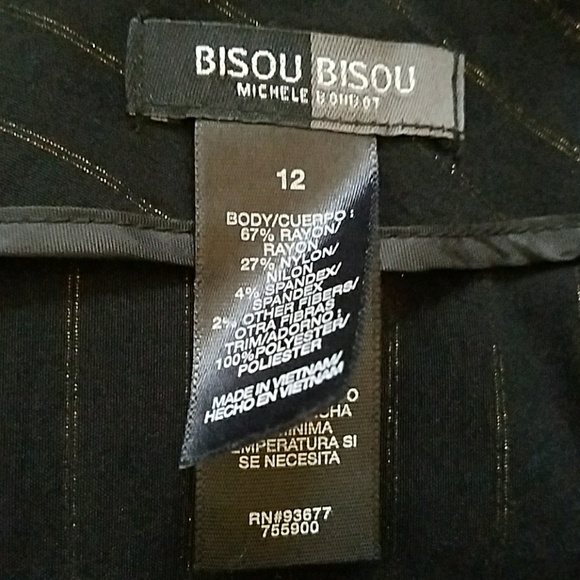 BISOU BISOU
MICHELE BOHBOT
12
BODY/CUERPO :
67% RAYON/
RAYON
27% NYLON/
NILON
4% SPANDEX/
SPANDEX
2% OTHER FIBERS/
OTRA FIBRAS
TRIM/ADORNO :
100%POLYESTER/
POLIESTER
MADE IN VIETNAM/
HECHO EN VIETNAM
TEMPERATURA SI
SE NECESITA
RN#93677
755900